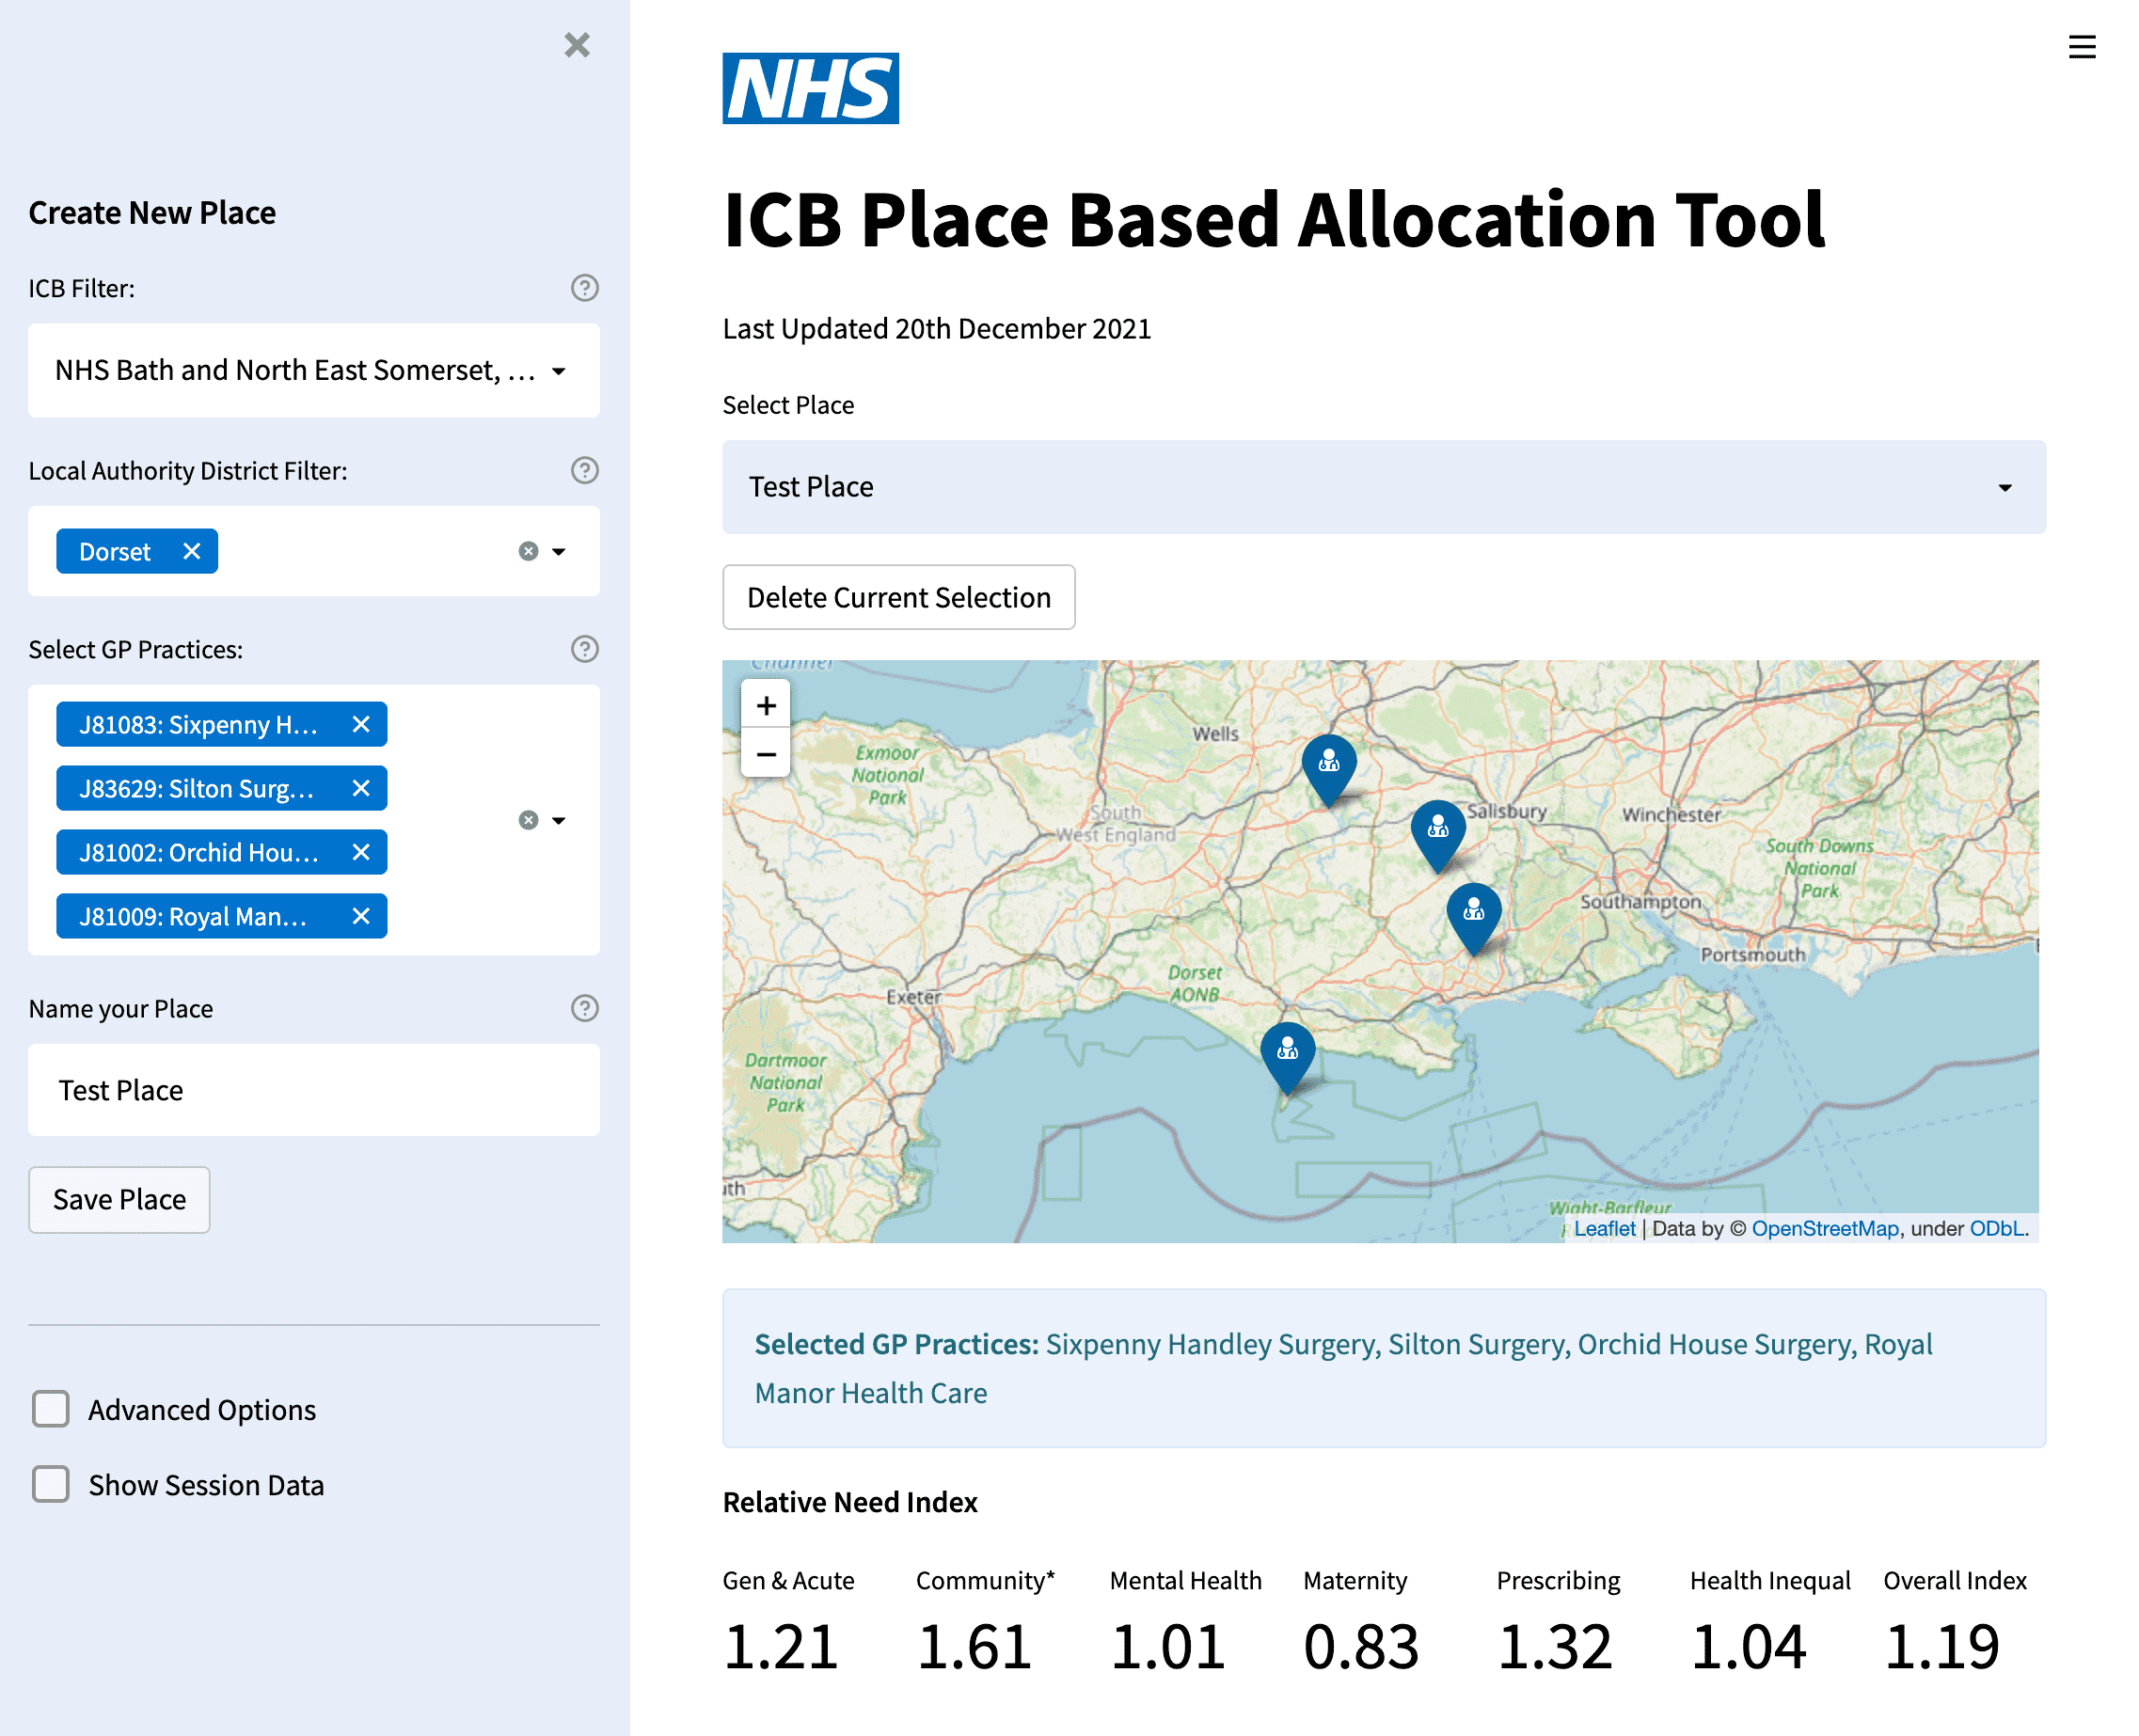 Create New Place
ICB Filter:
NHS Bath and North East Somerset, ...
Local Authority District Filter:
Dorset
Select GP Practices:
J81083: Sixpenny H...
J83629: Silton Surg...
J81002: Orchid Hou...
J81009: Royal Man...
Name your Place
Test Place
Save Place
Advanced Options
Show Session Data
NHS
ICB Place Based Allocation Tool
Last Updated 20th December 2021
Select Place
Test Place
Delete Current Selection
Channel
+
−
Wells
Exmoor
National
Park
South
West England
Salisbury
Winchester
South Downs
National
Park
Southampton
Portsmouth
Dorset
AONB
Exeter
Dartmoor
National
Park
Wight-Barfleur
Leaflet | Data by © OpenStreetMap, under ODbL.
Selected GP Practices: Sixpenny Handley Surgery, Silton Surgery, Orchid House Surgery, Royal
Manor Health Care
Relative Need Index
Gen & Acute Community* Mental Health Maternity Prescribing Health Inequal Overall Index
1.21 1.61 1.01 0.83 1.32 1.04 1.19